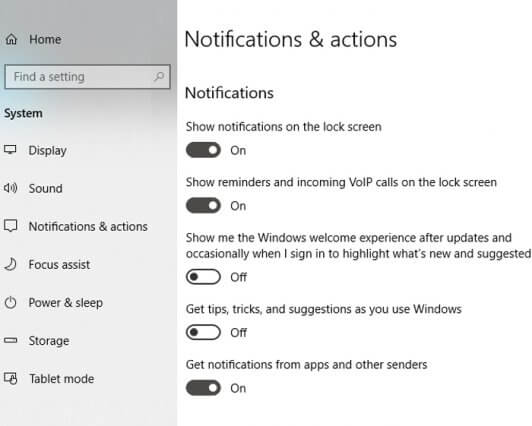 Home
Find a setting
System
Display
Sound
Notifications & actions
Focus assist
Power & sleep
Storage
Tablet mode
Notifications & actions
Notifications
Show notifications on the lock screen
On
Show reminders and incoming VoIP calls on the lock screen
On
Show me the Windows welcome experience after updates and
occasionally when I sign in to highlight what's new and suggested
Off
Get tips, tricks, and suggestions as you use Windows
Off
Get notifications from apps and other senders
On